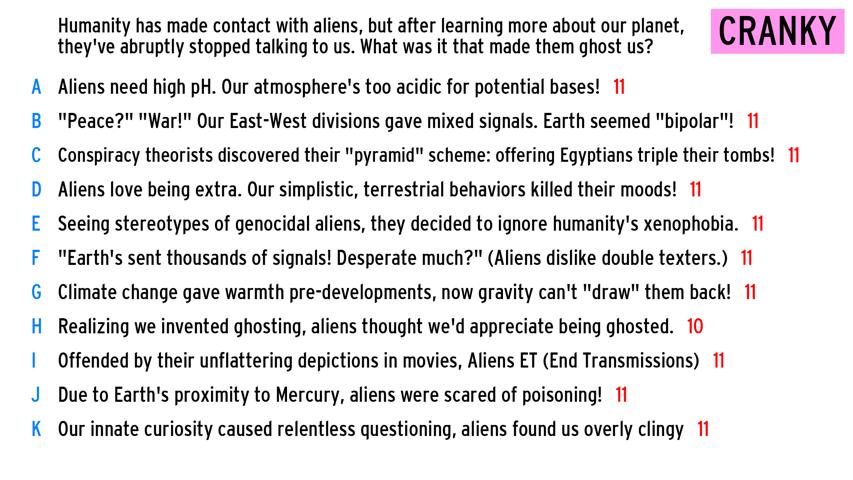 Humanity has made contact with aliens, but after learning more about our planet,
they've abruptly stopped talking to us. What was it that made them ghost us?
CRANKY
A Aliens need high pH. Our atmosphere's too acidic for potential bases! 11
B "Peace?" "War!" Our East-West divisions gave mixed signals. Earth seemed "bipolar"! 11
C Conspiracy theorists discovered their "pyramid" scheme: offering Egyptians triple their tombs! 11
D Aliens love being extra. Our simplistic, terrestrial behaviors killed their moods! 11
E Seeing stereotypes of genocidal aliens, they decided to ignore humanity's xenophobia. 11
F "Earth's sent thousands of signals! Desperate much?" (Aliens dislike double texters.) 11
G Climate change gave warmth pre-developments, now gravity can't "draw" them back! 11
H Realizing we invented ghosting, aliens thought we'd appreciate being ghosted. 10
I Offended by their unflattering depictions in movies, Aliens ET (End Transmissions) 11
J Due to Earth's proximity to Mercury, aliens were scared of poisoning! 11
K Our innate curiosity caused relentless questioning, aliens found us overly clingy 11